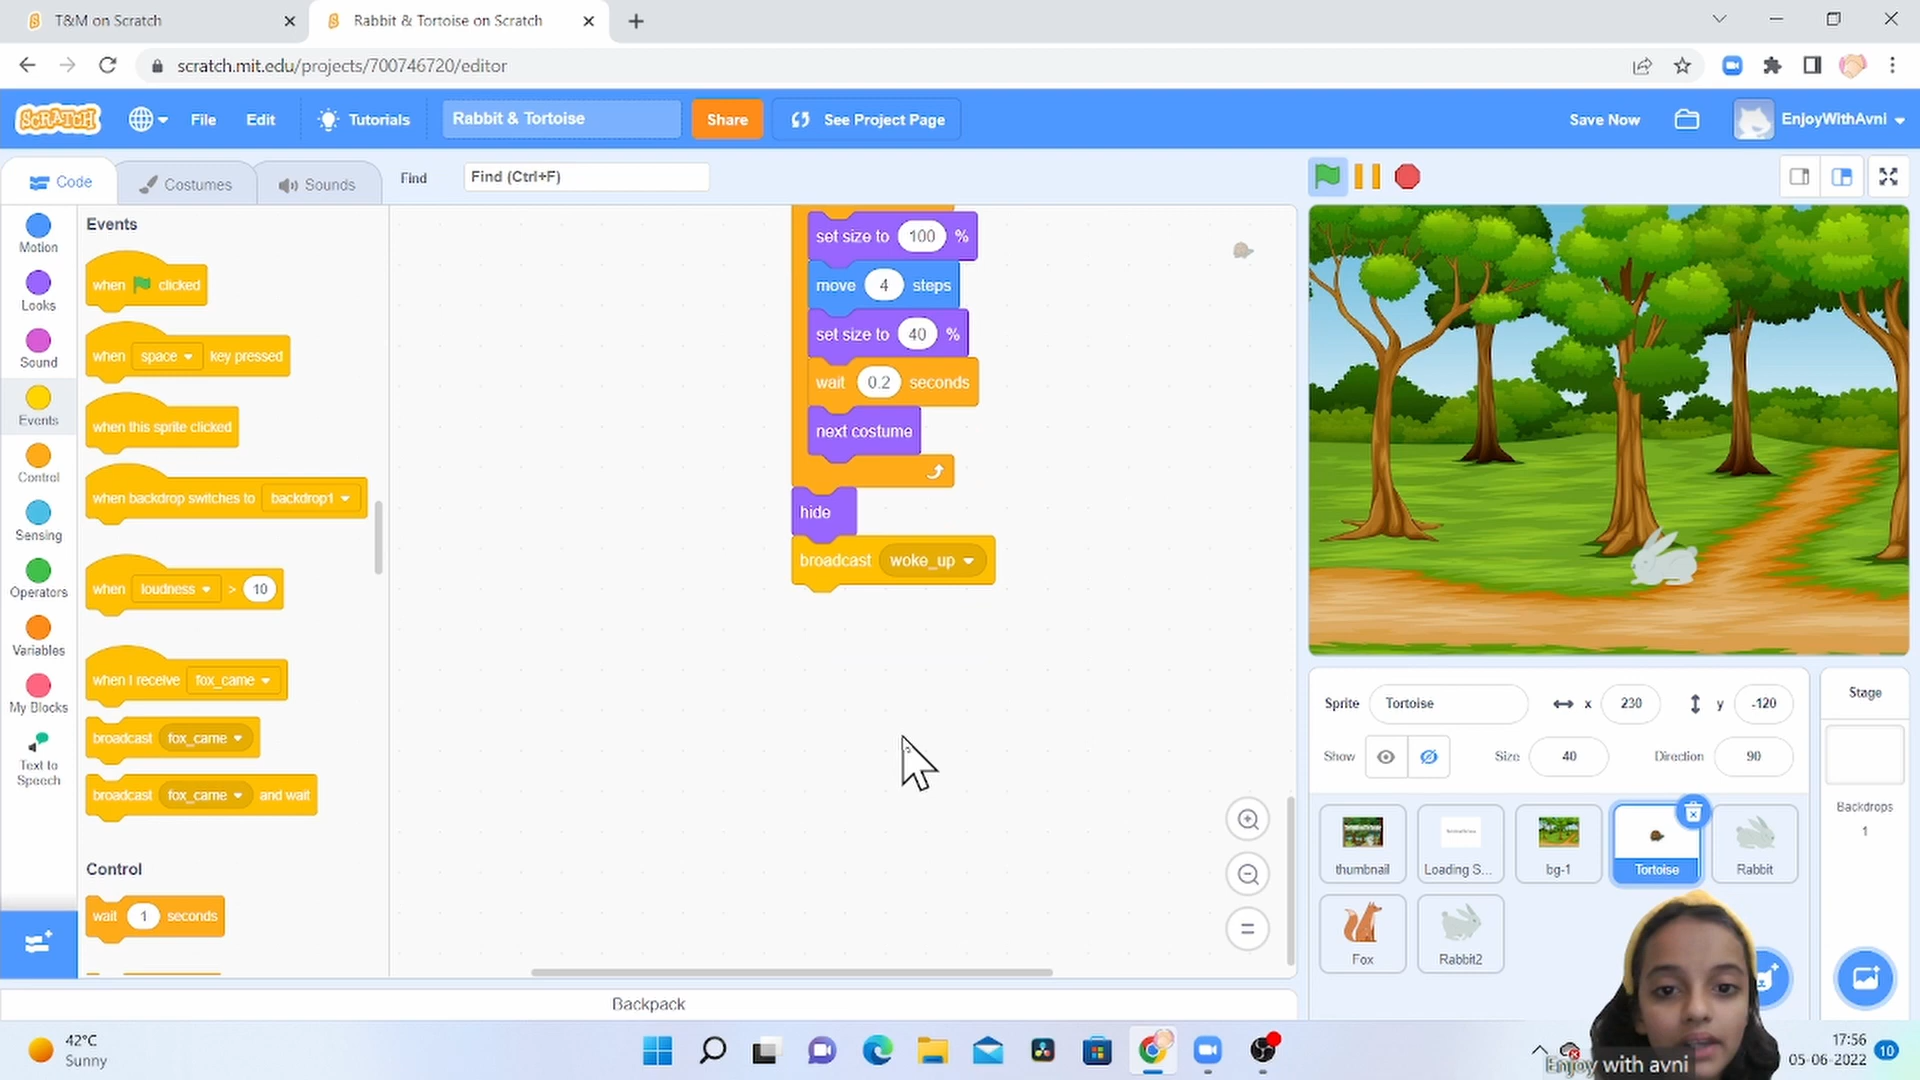 T&M on Scratch
Rabbit & Tortoise on Scratch
scratch.mit.edu/projects/700746720/editor
SCRATCH
File
Edit
Tutorials
Rabbit & Tortoise
Share
See Project Page
Save Now
EnjoyWithAvni
Code
Costumes
Sounds
Find
Find (Ctrl+F)
Motion
Looks
Sound
Events
Control
Sensing
Operators
Variables
My Blocks
Text to
Speech
Events
when clicked
when space key pressed
when this sprite clicked
when backdrop switches to backdrop1
when loudness > 10
when I receive fox_came
broadcast fox_came
broadcast fox_came and wait
Control
wait 1 seconds
set size to 100 %
move 4 steps
set size to 40 %
wait 0.2 seconds
next costume
hide
broadcast woke_up
Backpack
Sprite Tortoise x 230 y -120
Show Size 40 Direction 90
thumbnail
Loading S...
bg-1
Tortoise
Rabbit
Fox
Rabbit2
Stage
Backdrops
1
42°C
Sunny
Enjoy with avni
17:56
05-06-2022
10